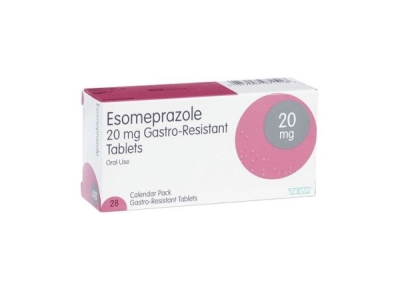 Esomeprazole
20 mg Gastro-Resistant
Tablets
Oral Use
20
mg
Calendar Pack
28
Gastro-Resistant Tablets